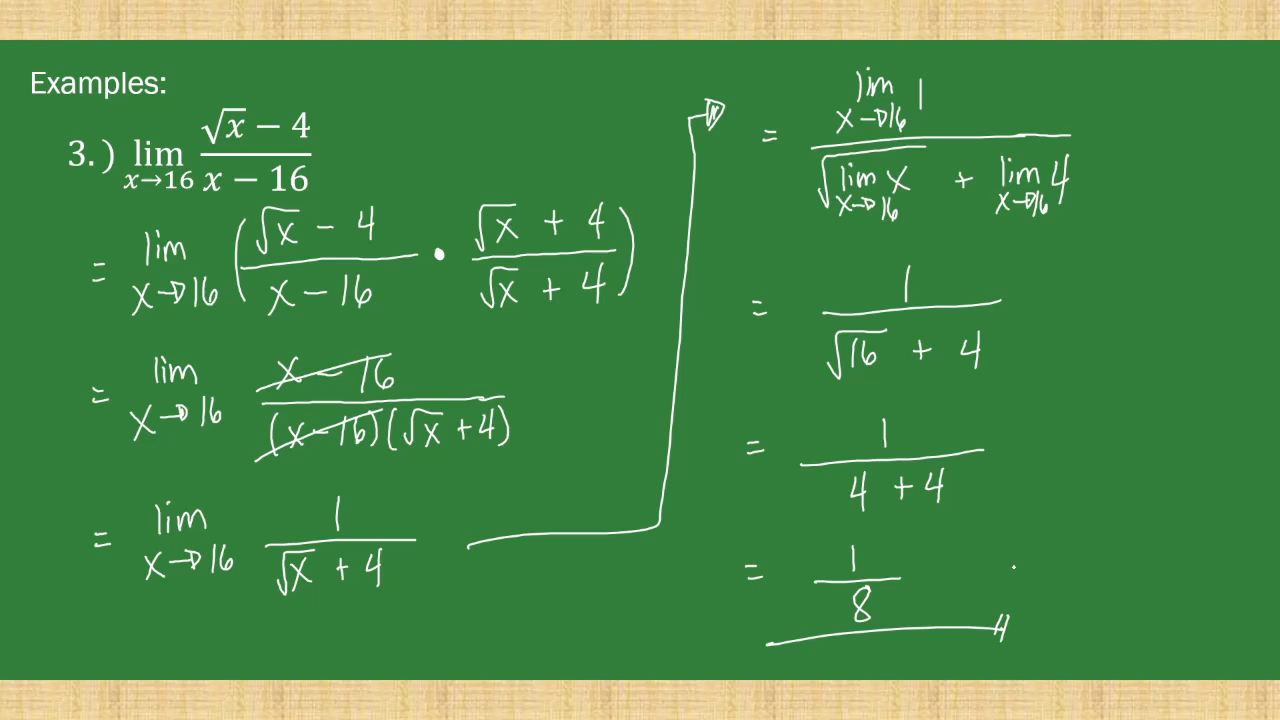 Examples:
3.) lim x→16 (√x − 4)/(x − 16)
= lim x→16 ((√x − 4)/(x − 16) · (√x + 4)/(√x + 4))
= lim x→16 (x − 16)/((x − 16)(√x + 4))
= lim x→16 1/(√x + 4)
= (lim x→16 1)/(√(lim x→16 x) + lim x→16 4)
= 1/(√16 + 4)
= 1/(4 + 4)
= 1/8